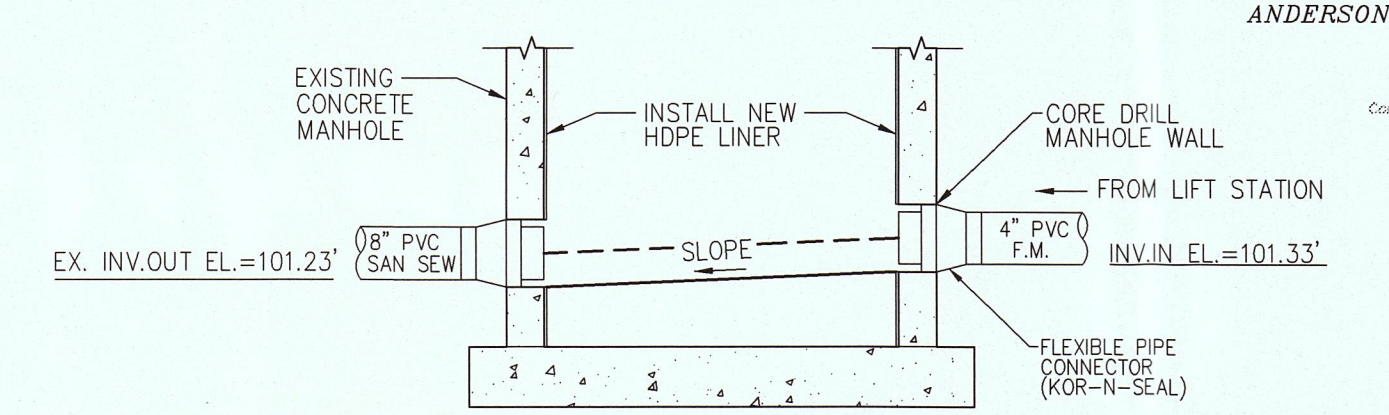 ANDERSON
EXISTING
CONCRETE
MANHOLE
INSTALL NEW
HDPE LINER
CORE DRILL
MANHOLE WALL
FROM LIFT STATION
8" PVC
SAN SEW
EX. INV.OUT EL.=101.23'
SLOPE
4" PVC
F.M.
INV.IN EL.=101.33'
FLEXIBLE PIPE
CONNECTOR
(KOR-N-SEAL)